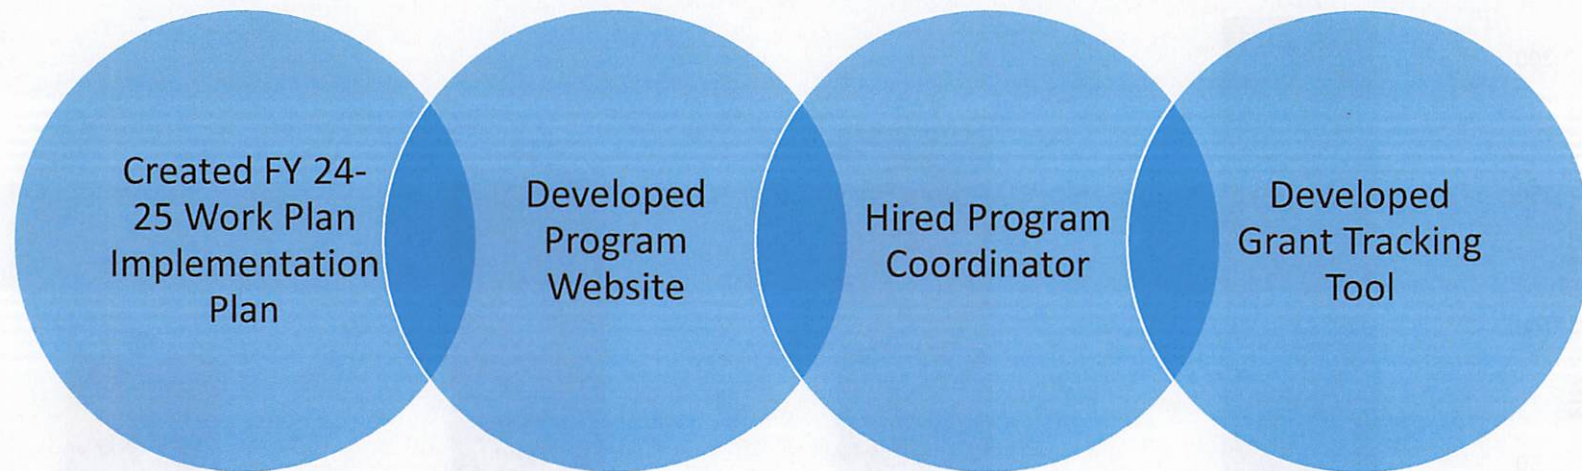 Created FY 24-
25 Work Plan
Implementation
Plan
Developed
Program
Website
Hired Program
Coordinator
Developed
Grant Tracking
Tool